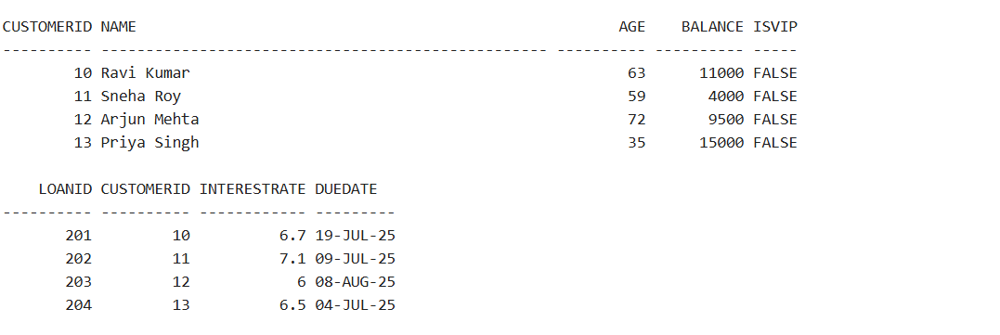 CUSTOMERID NAME                                                      AGE    BALANCE ISVIP
---------- -------------------------------------------------- ---------- ---------- -----
        10 Ravi Kumar                                                 63      11000 FALSE
        11 Sneha Roy                                                  59       4000 FALSE
        12 Arjun Mehta                                                72       9500 FALSE
        13 Priya Singh                                                35      15000 FALSE

    LOANID CUSTOMERID INTERESTRATE DUEDATE
---------- ---------- ------------ ---------
       201         10          6.7 19-JUL-25
       202         11          7.1 09-JUL-25
       203         12            6 08-AUG-25
       204         13          6.5 04-JUL-25